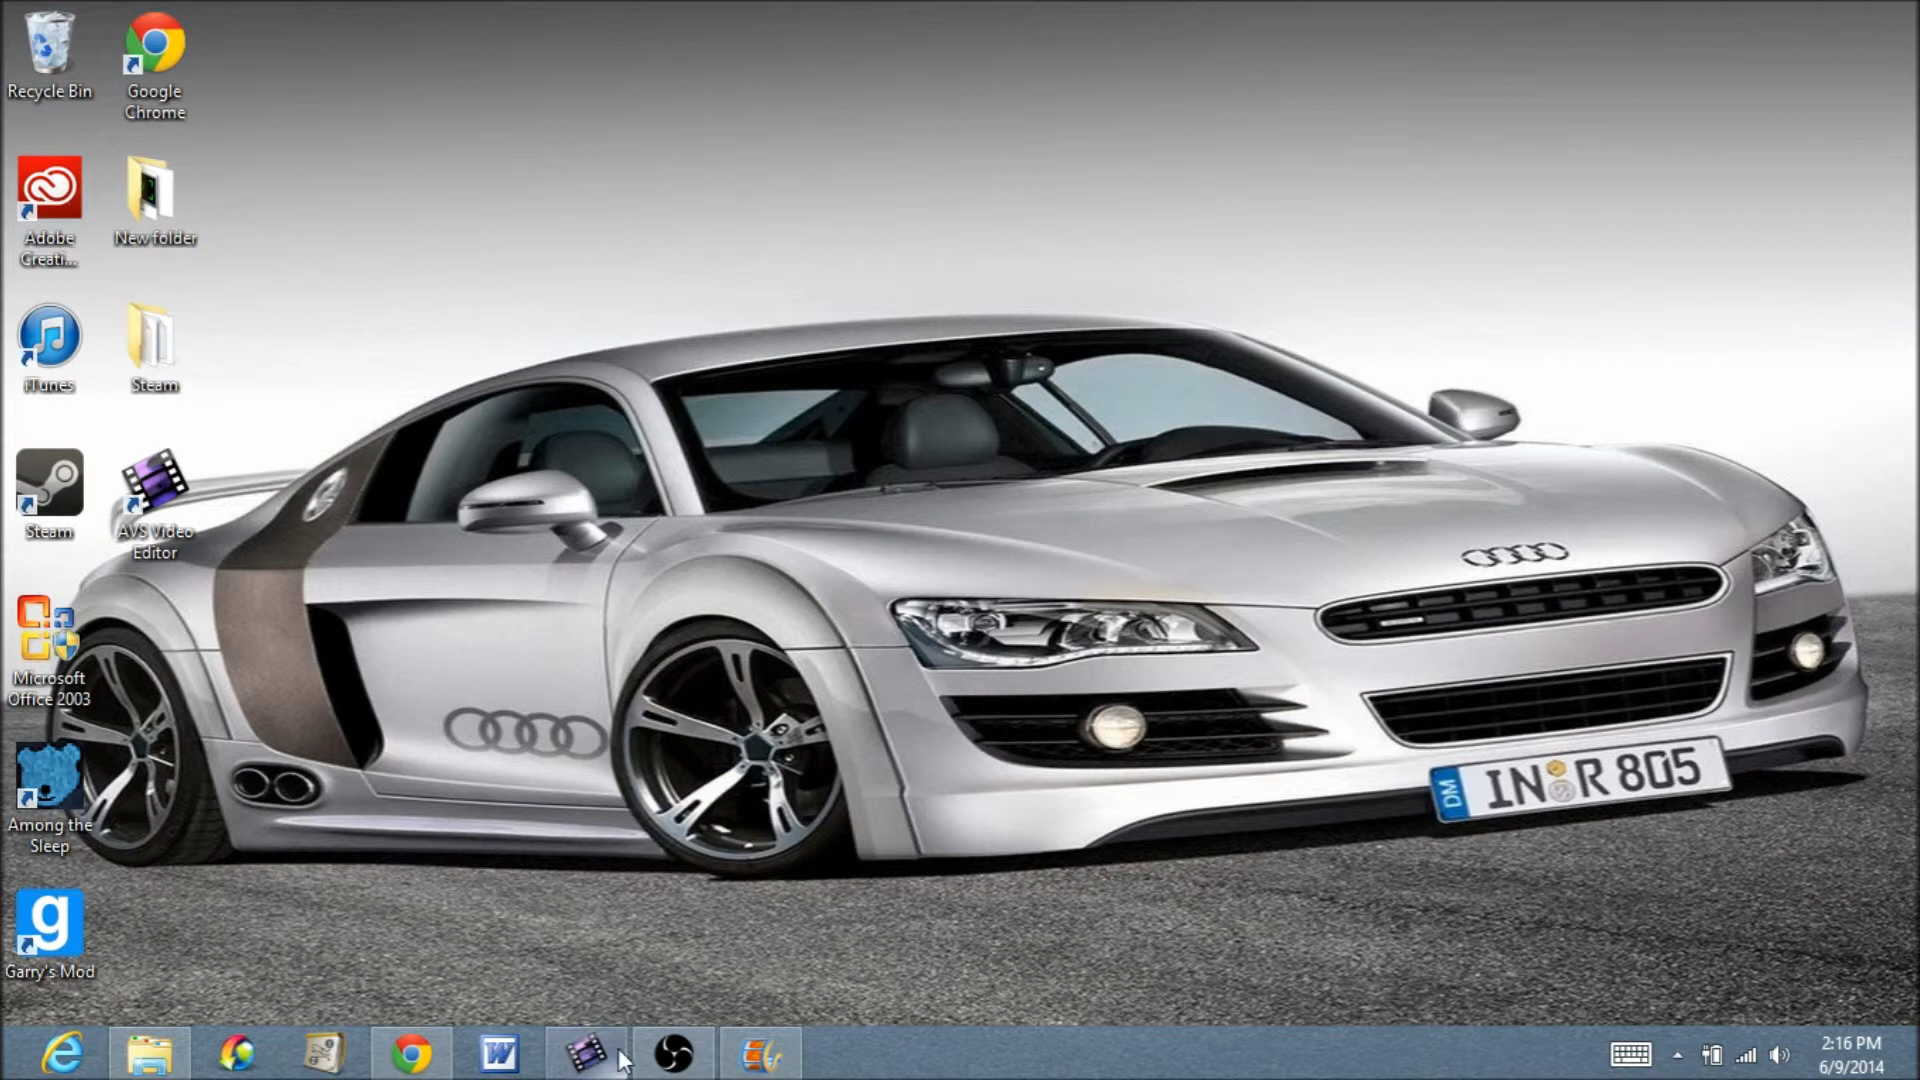 Recycle Bin
Google
Chrome
Adobe
Creati...
New folder
iTunes
Steam
Steam
AVS Video
Editor
Microsoft
Office 2003
Among the
Sleep
Garry's Mod
g
DM
IN R 805
W
2:16 PM
6/9/2014